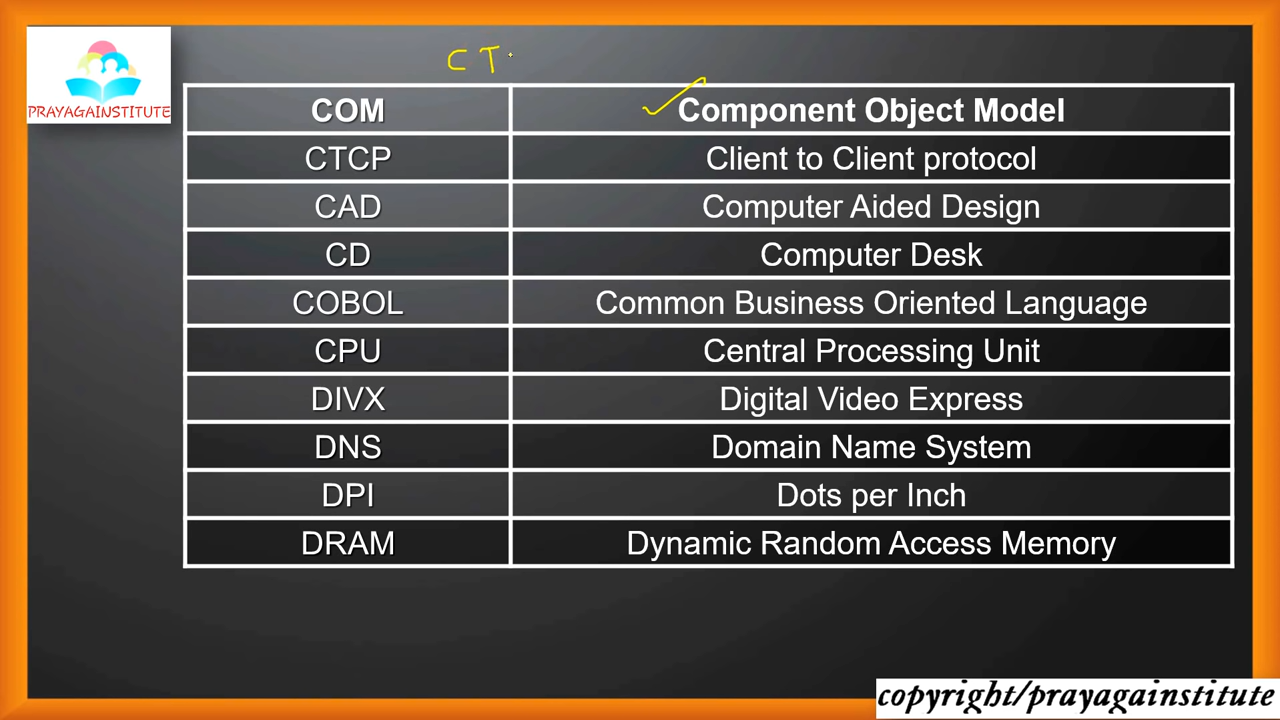 C T
PRAYAGAINSTITUTE
COM Component Object Model
CTCP Client to Client protocol
CAD Computer Aided Design
CD Computer Desk
COBOL Common Business Oriented Language
CPU Central Processing Unit
DIVX Digital Video Express
DNS Domain Name System
DPI Dots per Inch
DRAM Dynamic Random Access Memory
copyright/prayagainstitute